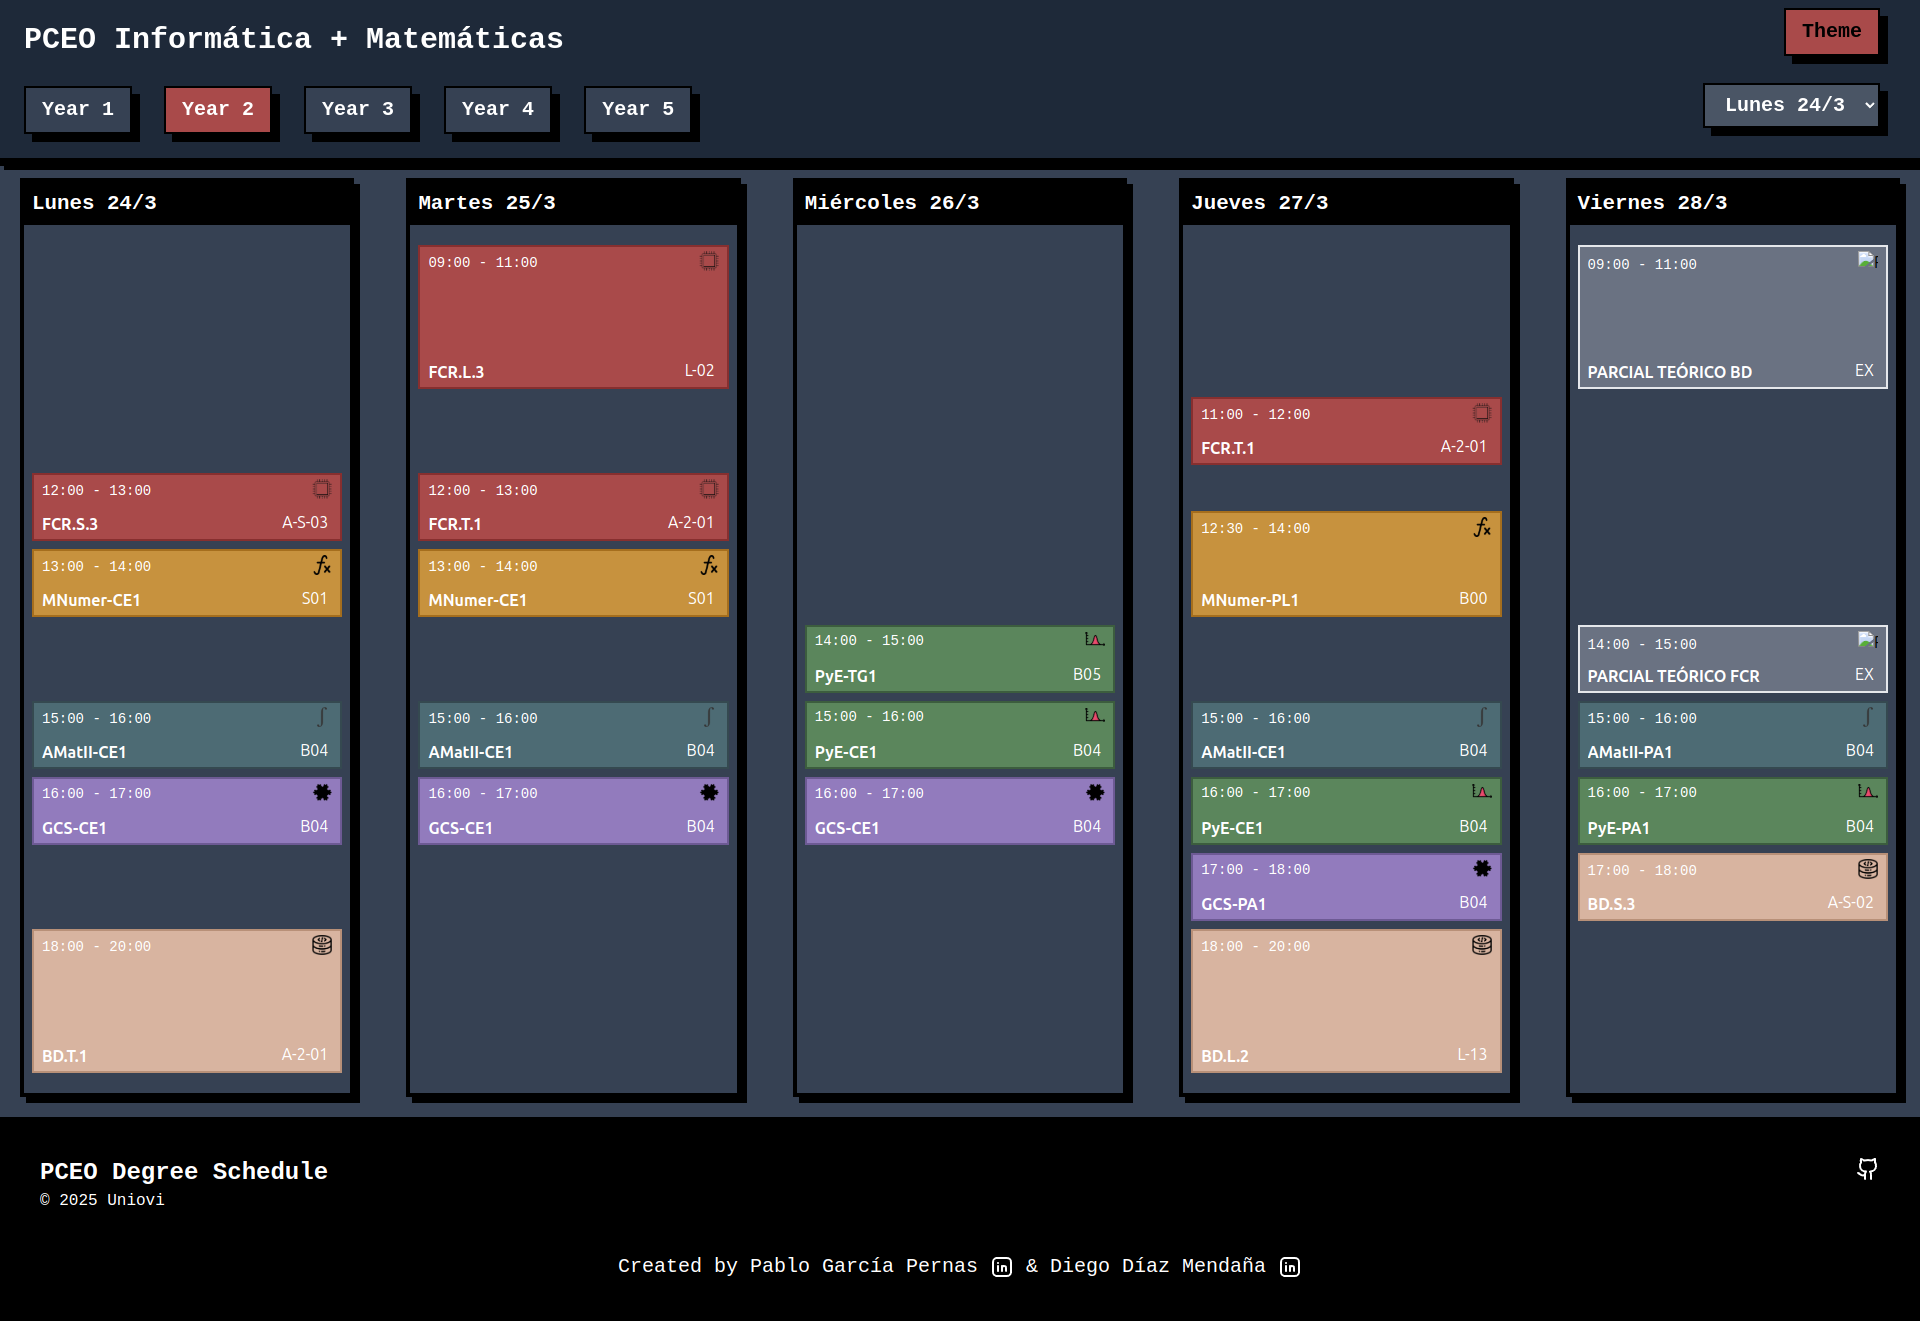 PCEO Informática + Matemáticas
Theme
Year 1
Year 2
Year 3
Year 4
Year 5
Lunes 24/3
Lunes 24/3
12:00 - 13:00
FCR.S.3
A-S-03
13:00 - 14:00
MNumer-CE1
S01
15:00 - 16:00
AMatII-CE1
B04
16:00 - 17:00
GCS-CE1
B04
18:00 - 20:00
BD.T.1
A-2-01
Martes 25/3
09:00 - 11:00
FCR.L.3
L-02
12:00 - 13:00
FCR.T.1
A-2-01
13:00 - 14:00
MNumer-CE1
S01
15:00 - 16:00
AMatII-CE1
B04
16:00 - 17:00
GCS-CE1
B04
Miércoles 26/3
14:00 - 15:00
PyE-TG1
B05
15:00 - 16:00
PyE-CE1
B04
16:00 - 17:00
GCS-CE1
B04
Jueves 27/3
11:00 - 12:00
FCR.T.1
A-2-01
12:30 - 14:00
MNumer-PL1
B00
15:00 - 16:00
AMatII-CE1
B04
16:00 - 17:00
PyE-CE1
B04
17:00 - 18:00
GCS-PA1
B04
18:00 - 20:00
BD.L.2
L-13
Viernes 28/3
09:00 - 11:00
PARCIAL TEÓRICO BD
EX
14:00 - 15:00
PARCIAL TEÓRICO FCR
EX
15:00 - 16:00
AMatII-PA1
B04
16:00 - 17:00
PyE-PA1
B04
17:00 - 18:00
BD.S.3
A-S-02
PCEO Degree Schedule
© 2025 Uniovi
Created by Pablo García Pernas in & Diego Díaz Mendaña in